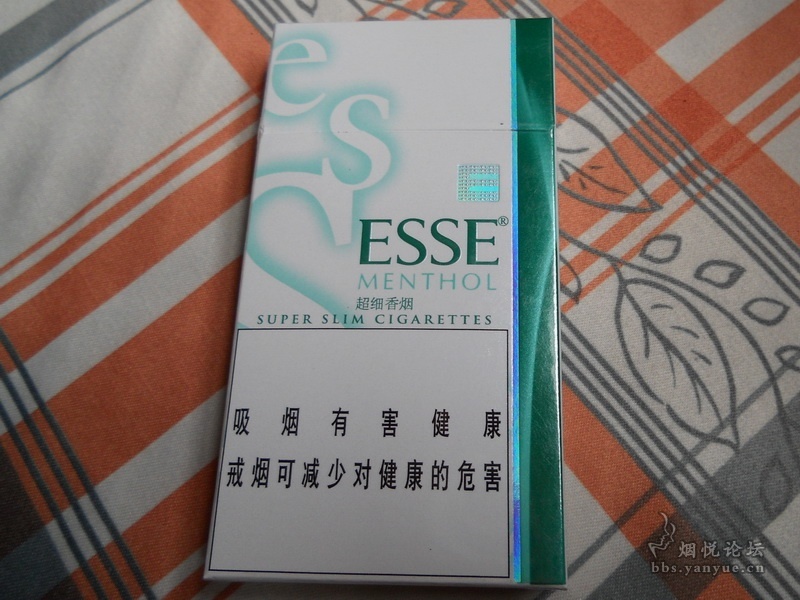 es
ESSE®
MENTHOL
超细香烟
SUPER SLIM CIGARETTES
吸烟有害健康
戒烟可减少对健康的危害
烟悦论坛
bbs.yanyue.cn